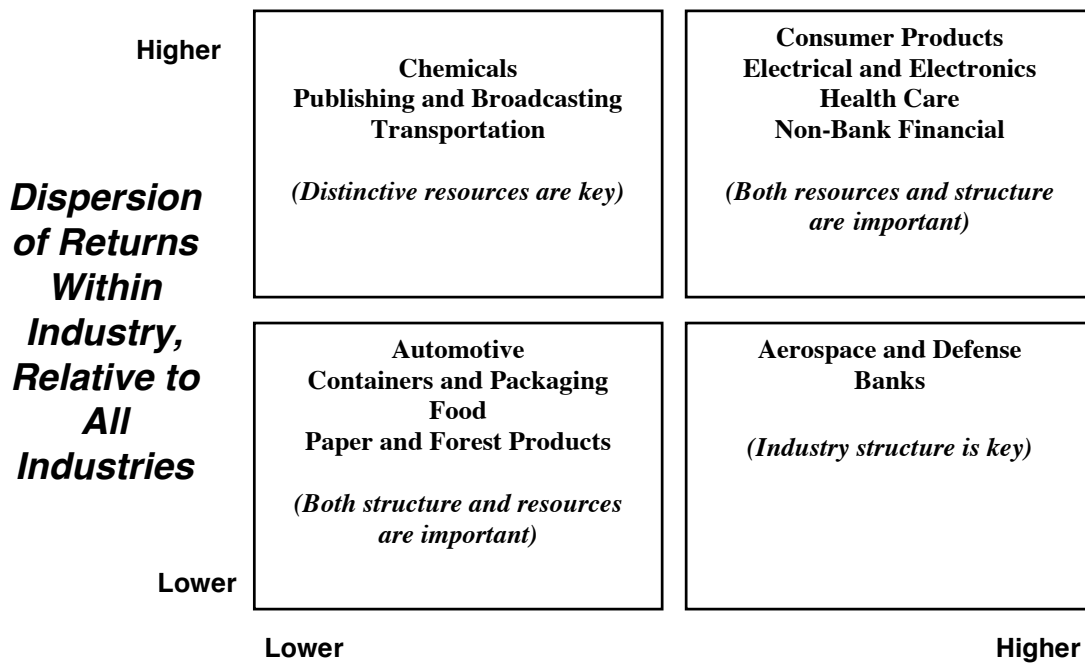 Higher
Chemicals
Publishing and Broadcasting
Transportation
(Distinctive resources are key)
Consumer Products
Electrical and Electronics
Health Care
Non-Bank Financial
(Both resources and structure
are important)
Dispersion
of Returns
Within
Industry,
Relative to
All
Industries
Automotive
Containers and Packaging
Food
Paper and Forest Products
(Both structure and resources
are important)
Aerospace and Defense
Banks
(Industry structure is key)
Lower
Lower
Higher